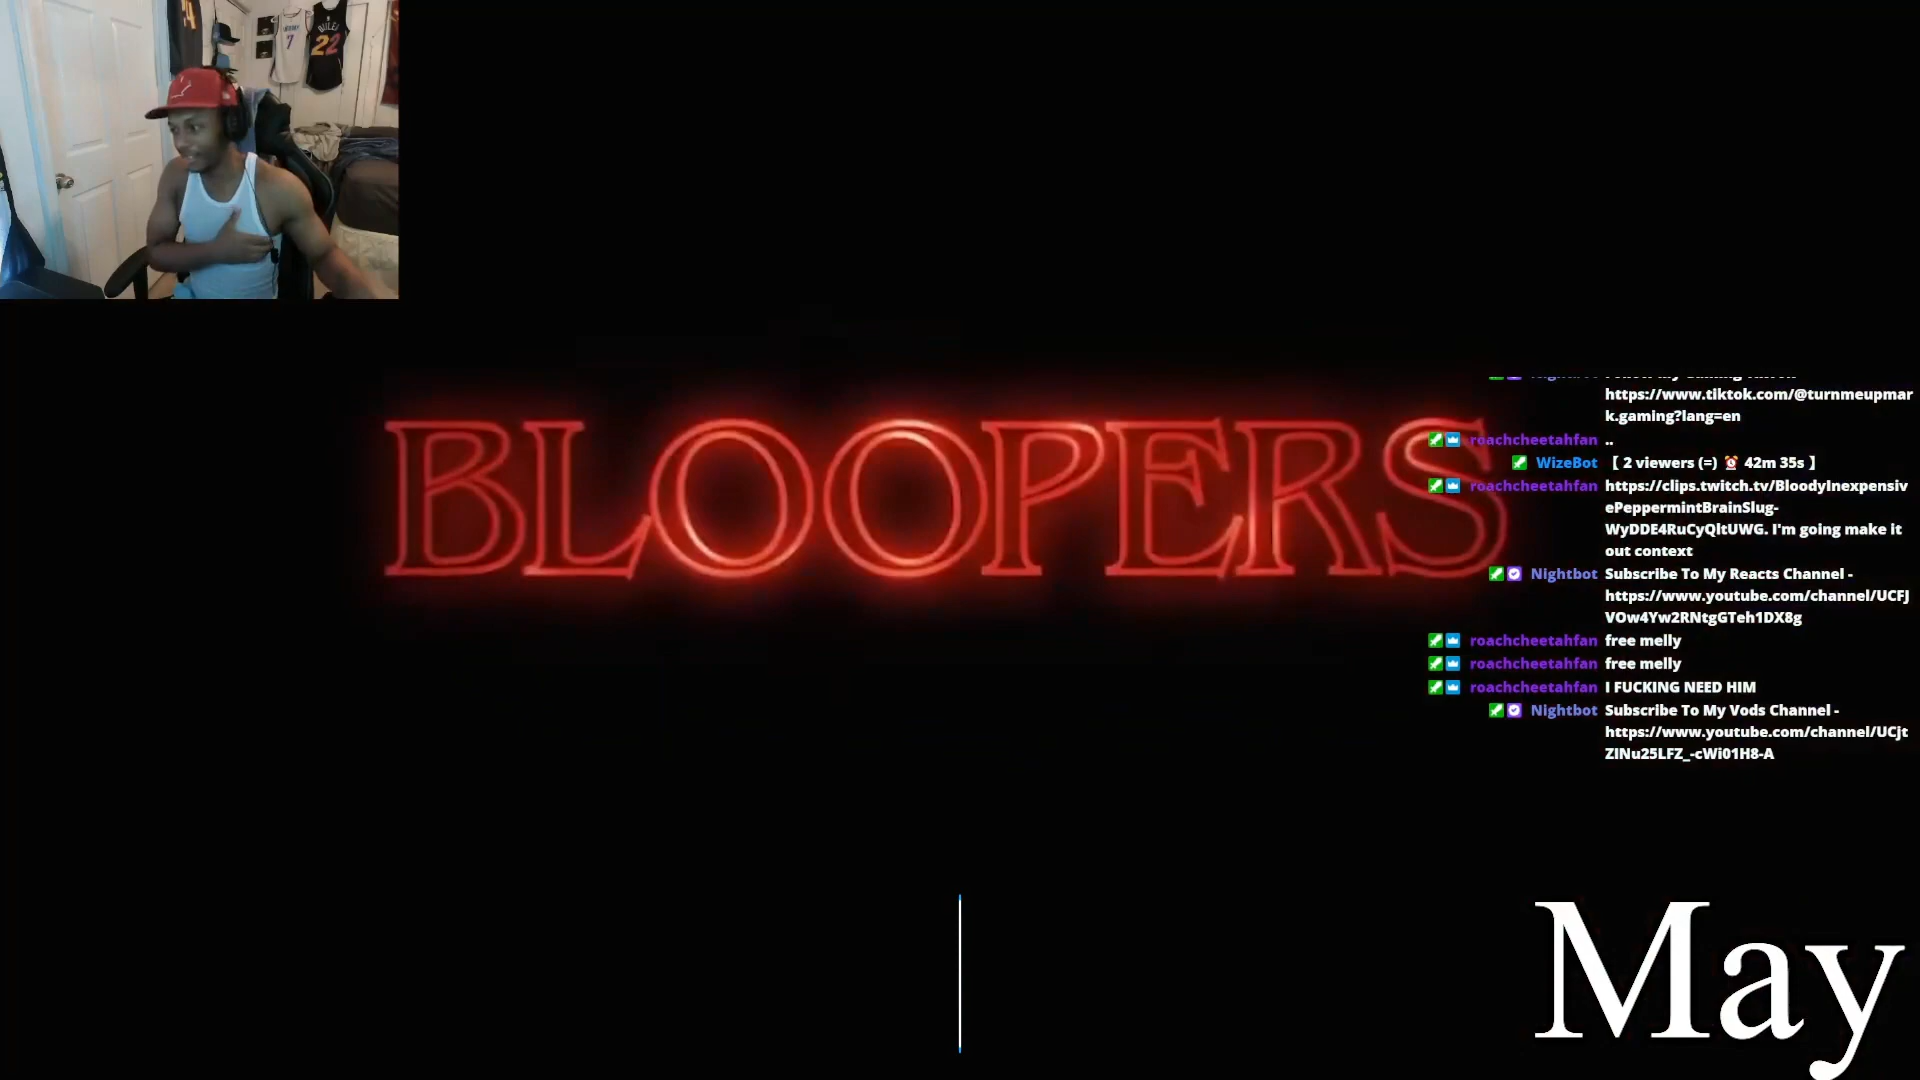 7
22
BLOOPERS
https://www.tiktok.com/@turnmeupmar
k.gaming?lang=en
roachcheetahfan ..
WizeBot 【 2 viewers (=) ⏰ 42m 35s 】
roachcheetahfan https://clips.twitch.tv/BloodyInexpensiv
ePeppermintBrainSlug-
WyDDE4RuCyQltUWG. I'm going make it
out context
Nightbot Subscribe To My Reacts Channel -
https://www.youtube.com/channel/UCFJ
VOw4Yw2RNtgGTeh1DX8g
roachcheetahfan free melly
roachcheetahfan free melly
roachcheetahfan I FUCKING NEED HIM
Nightbot Subscribe To My Vods Channel -
https://www.youtube.com/channel/UCjt
ZINu25LFZ_-cWi01H8-A
May